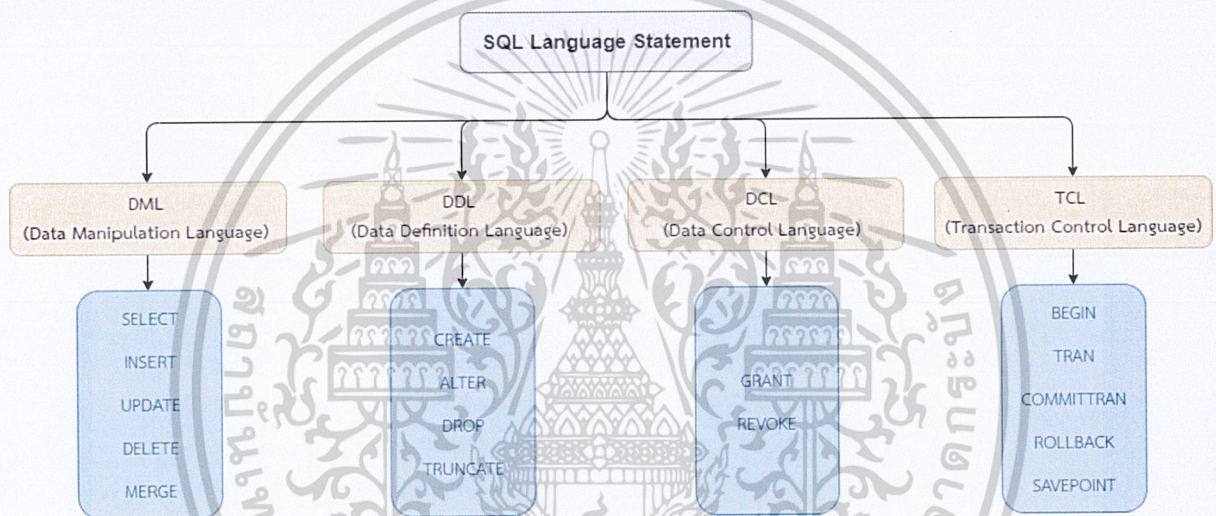 SQL Language Statement
DML
(Data Manipulation Language)
DDL
(Data Definition Language)
DCL
(Data Control Language)
TCL
(Transaction Control Language)
SELECT
INSERT
UPDATE
DELETE
MERGE
CREATE
ALTER
DROP
TRUNCATE
GRANT
REVOKE
BEGIN
TRAN
COMMITTRAN
ROLLBACK
SAVEPOINT